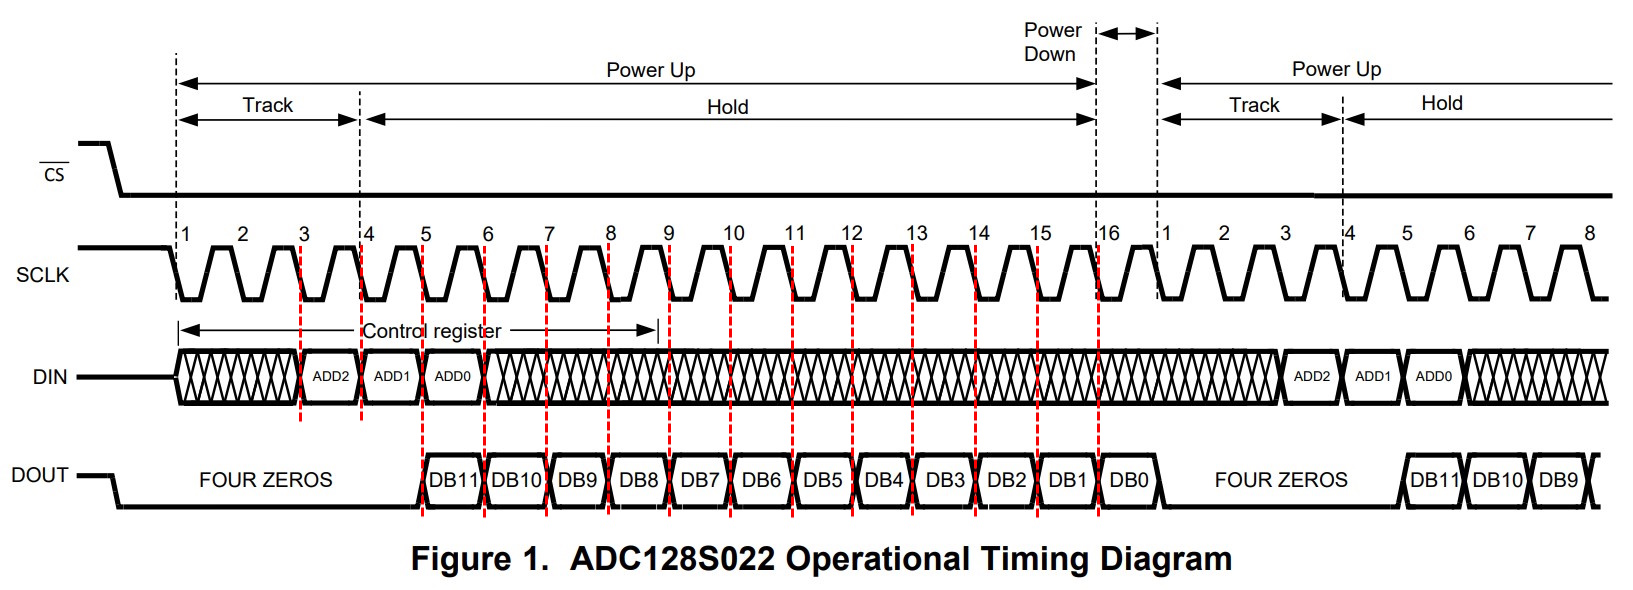 Power
Down
Power Up
Power Up
Track
Hold
Track
Hold
CS
1 2 3 4 5 6 7 8 9 10 11 12 13 14 15 16 1 2 3 4 5 6 7 8
SCLK
Control register
DIN
ADD2 ADD1 ADD0 ADD2 ADD1 ADD0
DOUT
FOUR ZEROS DB11 DB10 DB9 DB8 DB7 DB6 DB5 DB4 DB3 DB2 DB1 DB0 FOUR ZEROS DB11 DB10 DB9
Figure 1. ADC128S022 Operational Timing Diagram